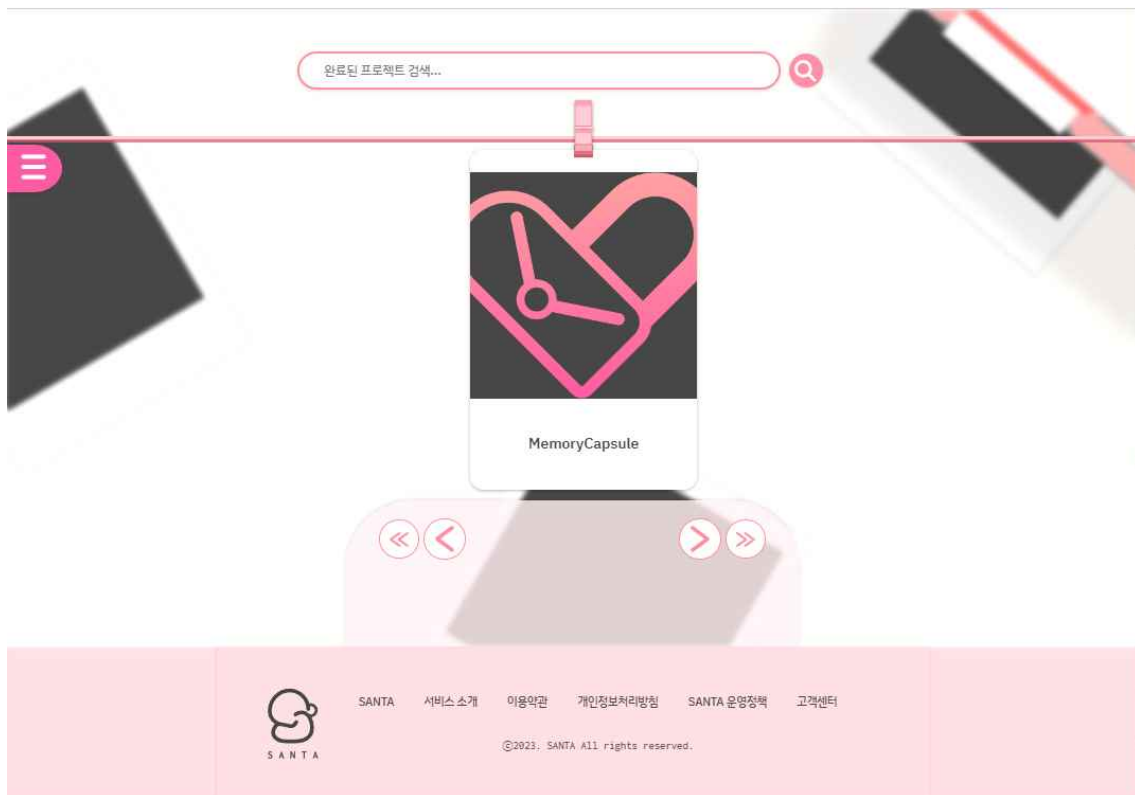 완료된 프로젝트 검색...
MemoryCapsule
SANTA 서비스 소개 이용약관 개인정보처리방침 SANTA 운영정책 고객센터
ⓒ2023. SANTA All rights reserved.
SANTA